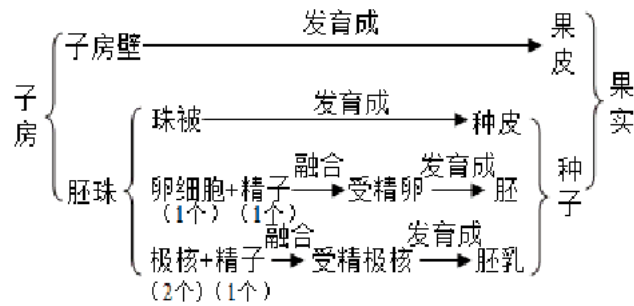 子房
子房壁 发育成 果皮
果实
胚珠
珠被 发育成 种皮
种子
卵细胞+精子 融合 受精卵 发育成 胚
(1个) (1个)
极核+精子 融合 受精极核 发育成 胚乳
(2个) (1个)